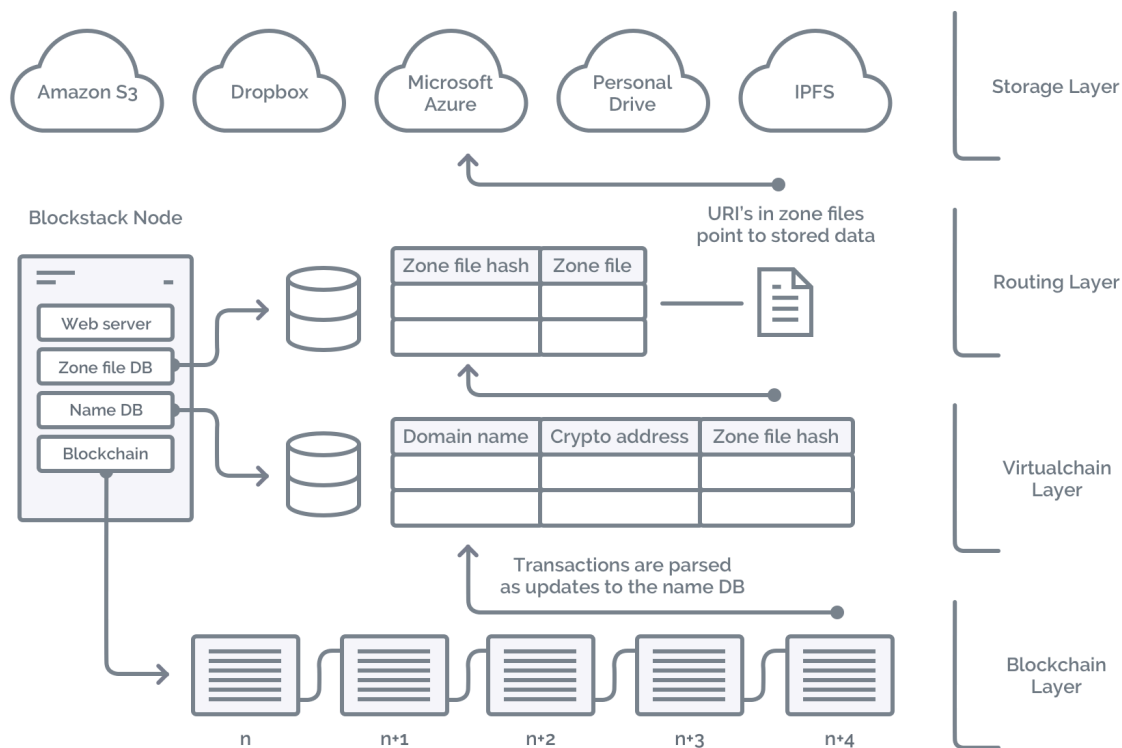 Amazon S3
Dropbox
Microsoft
Azure
Personal
Drive
IPFS
Storage Layer
Blockstack Node
URI's in zone files
point to stored data
Zone file hash
Zone file
Routing Layer
Web server
Zone file DB
Name DB
Blockchain
Domain name
Crypto address
Zone file hash
Virtualchain
Layer
Transactions are parsed
as updates to the name DB
Blockchain
Layer
n
n+1
n+2
n+3
n+4